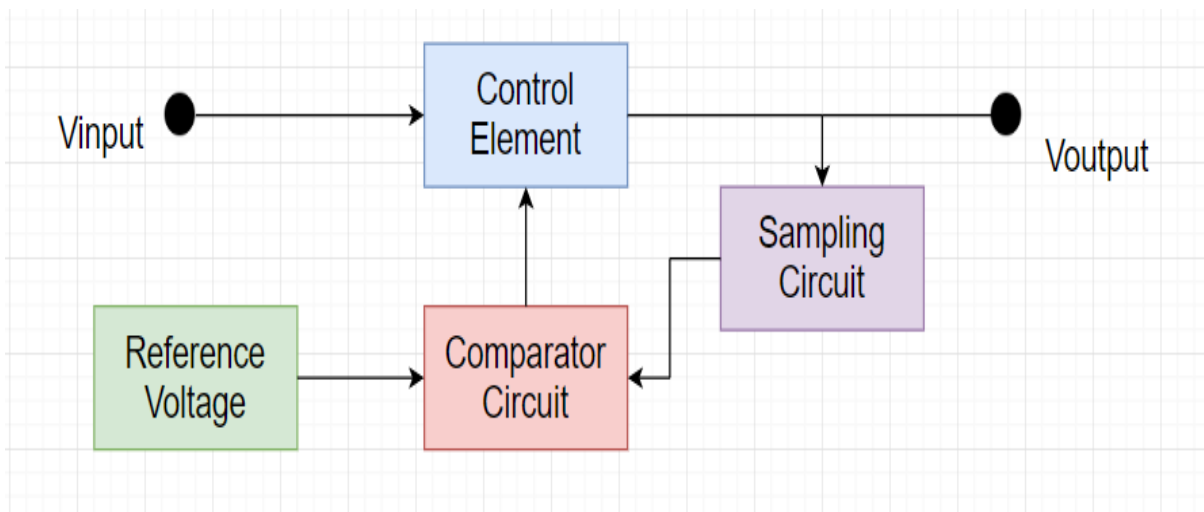 Control
Element
Vinput
Voutput
Sampling
Circuit
Reference
Voltage
Comparator
Circuit